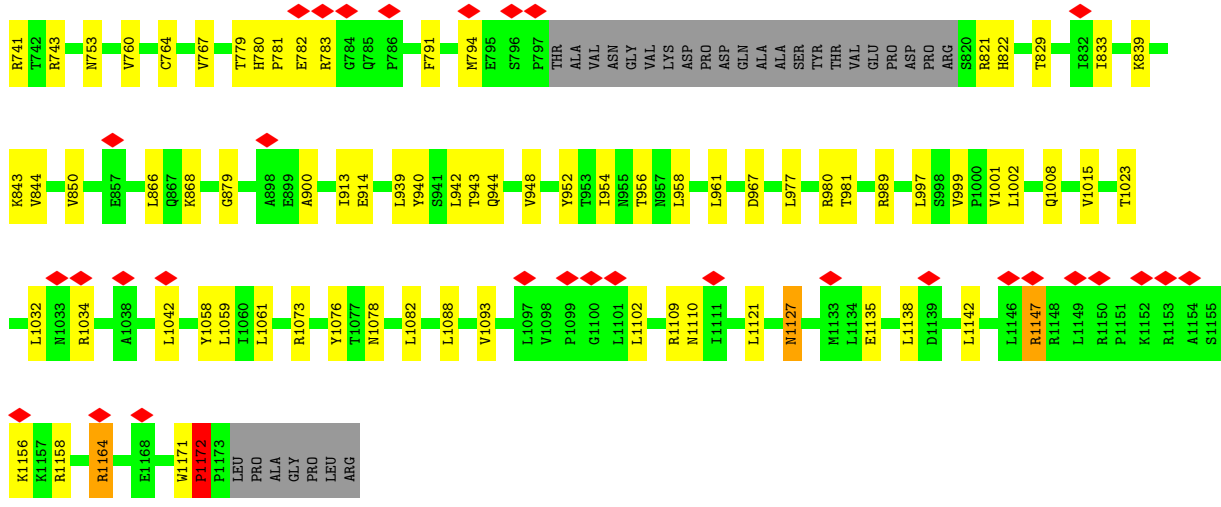 R741 T742 R743 N753 V760 C764 V767 T779 H780 P781 E782 R783 G784 Q785 P786 F791 M794 E795 S796 P797 THR ALA VAL ASN GLY VAL LYS ASP PRO ASP GLN ALA ALA SER TYR THR VAL GLU PRO ASP PRO ARG S820 R821 H822 T829 I832 I833 K839
K843 V844 V850 E857 L866 Q867 K868 G879 A898 E899 A900 I913 E914 L939 Y940 S941 L942 T943 Q944 V948 Y952 T953 I954 N955 T956 N957 L958 L961 D967 L977 R980 T981 R989 L997 S998 V999 P1000 V1001 L1002 Q1008 V1015 T1023
L1032 N1033 R1034 A1038 L1042 Y1058 L1059 I1060 L1061 R1073 Y1076 T1077 N1078 L1082 L1088 V1093 L1097 V1098 P1099 G1100 L1101 L1102 R1109 N1110 I1111 L1121 N1127 M1133 L1134 E1135 L1138 D1139 L1142 L1146 R1147 R1148 L1149 R1150 P1151 K1152 R1153 A1154 S1155
K1156 K1157 R1158 R1164 E1168 W1171 P1172 P1173 LEU PRO ALA GLY PRO LEU ARG